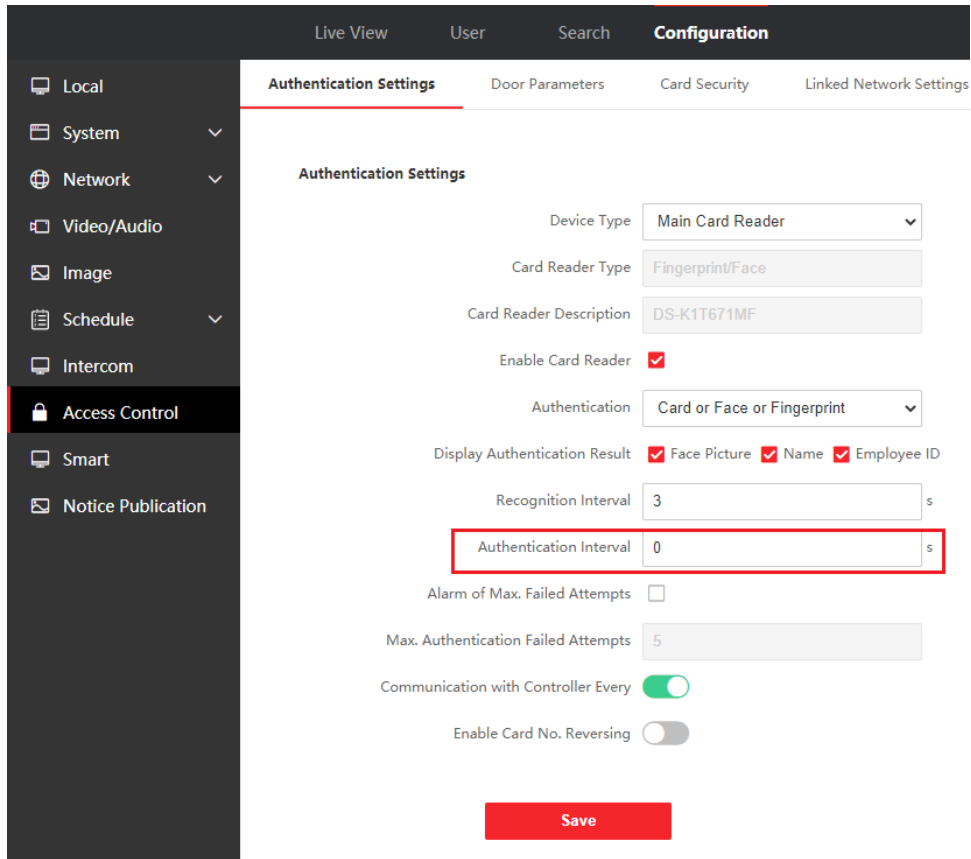 Live View User Search Configuration
Local
System
Network
Video/Audio
Image
Schedule
Intercom
Access Control
Smart
Notice Publication
Authentication Settings Door Parameters Card Security Linked Network Settings
Authentication Settings
Device Type Main Card Reader
Card Reader Type Fingerprint/Face
Card Reader Description DS-K1T671MF
Enable Card Reader
Authentication Card or Face or Fingerprint
Display Authentication Result Face Picture Name Employee ID
Recognition Interval 3 s
Authentication Interval 0 s
Alarm of Max. Failed Attempts
Max. Authentication Failed Attempts 5
Communication with Controller Every
Enable Card No. Reversing
Save